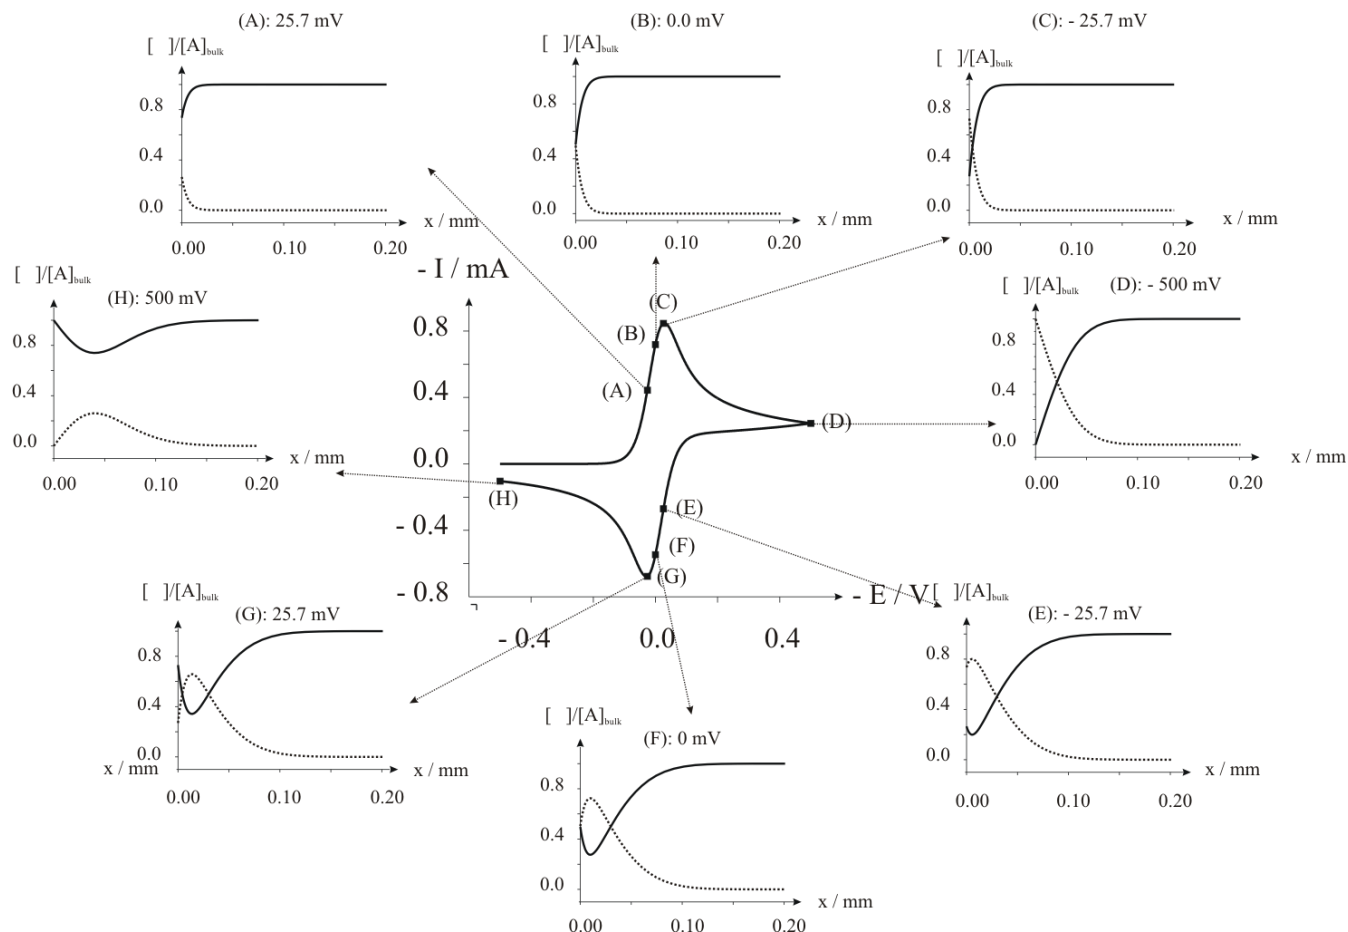 (A): 25.7 mV
[ ]/[A]bulk
0.8
0.4
0.0
x / mm
0.00
0.10
0.20
(B): 0.0 mV
[ ]/[A]bulk
0.8
0.4
0.0
x / mm
0.00
0.10
0.20
(C): - 25.7 mV
[ ]/[A]bulk
0.8
0.4
0.0
x / mm
0.00
0.10
0.20
[ ]/[A]bulk
(H): 500 mV
0.8
0.4
0.0
x / mm
0.00
0.10
0.20
- I / mA
0.8
0.4
0.0
- 0.4
- 0.8
(C)
(B)
(A)
(D)
(H)
(E)
(F)
(G)
- E / V
- 0.4
0.0
0.4
[ ]/[A]bulk
(D): - 500 mV
0.8
0.4
0.0
x / mm
0.00
0.10
0.20
[ ]/[A]bulk
(G): 25.7 mV
0.8
0.4
0.0
x / mm
x / mm
0.00
0.10
0.20
[ ]/[A]bulk
(F): 0 mV
0.8
0.4
0.0
x / mm
0.00
0.10
0.20
[ ]/[A]bulk
(E): - 25.7 mV
0.8
0.4
0.0
x / mm
0.00
0.10
0.20